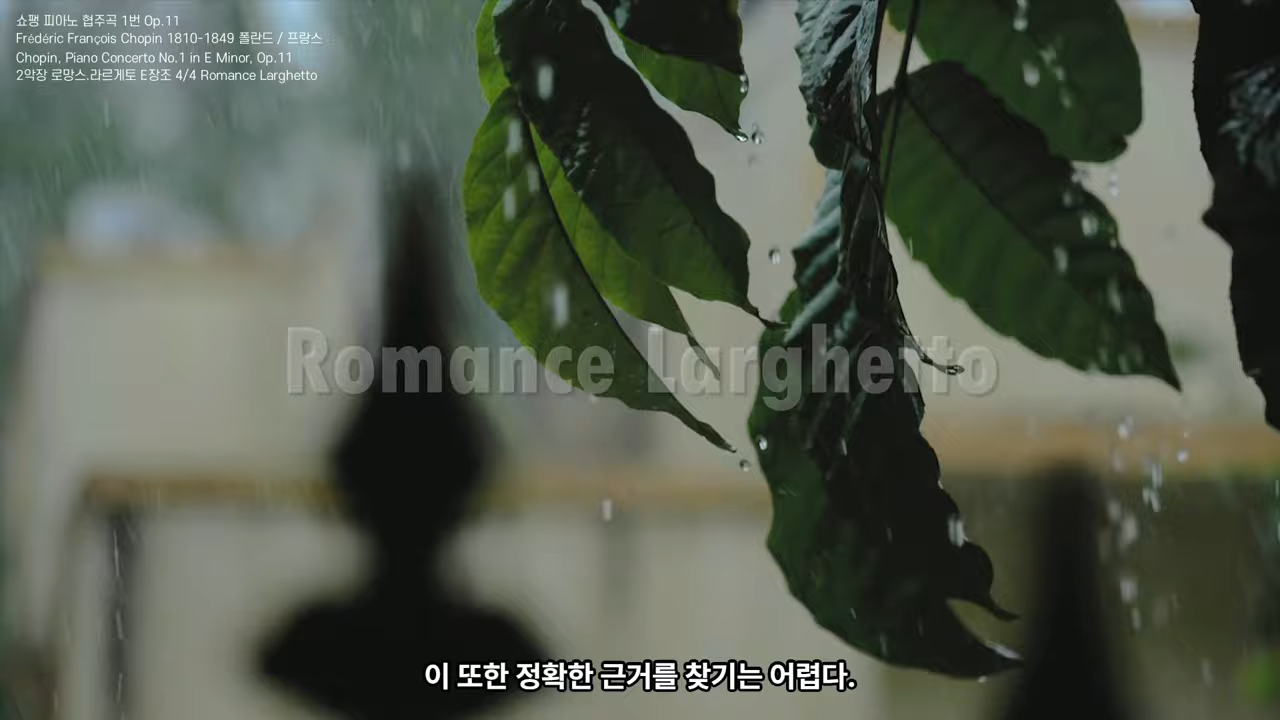 쇼팽 피아노 협주곡 1번 Op.11
Frédéric François Chopin 1810-1849 폴란드 / 프랑스
Chopin, Piano Concerto No.1 in E Minor, Op.11
2악장 로망스.라르게토 E장조 4/4 Romance Larghetto
Romance Larghetto
이 또한 정확한 근거를 찾기는 어렵다.